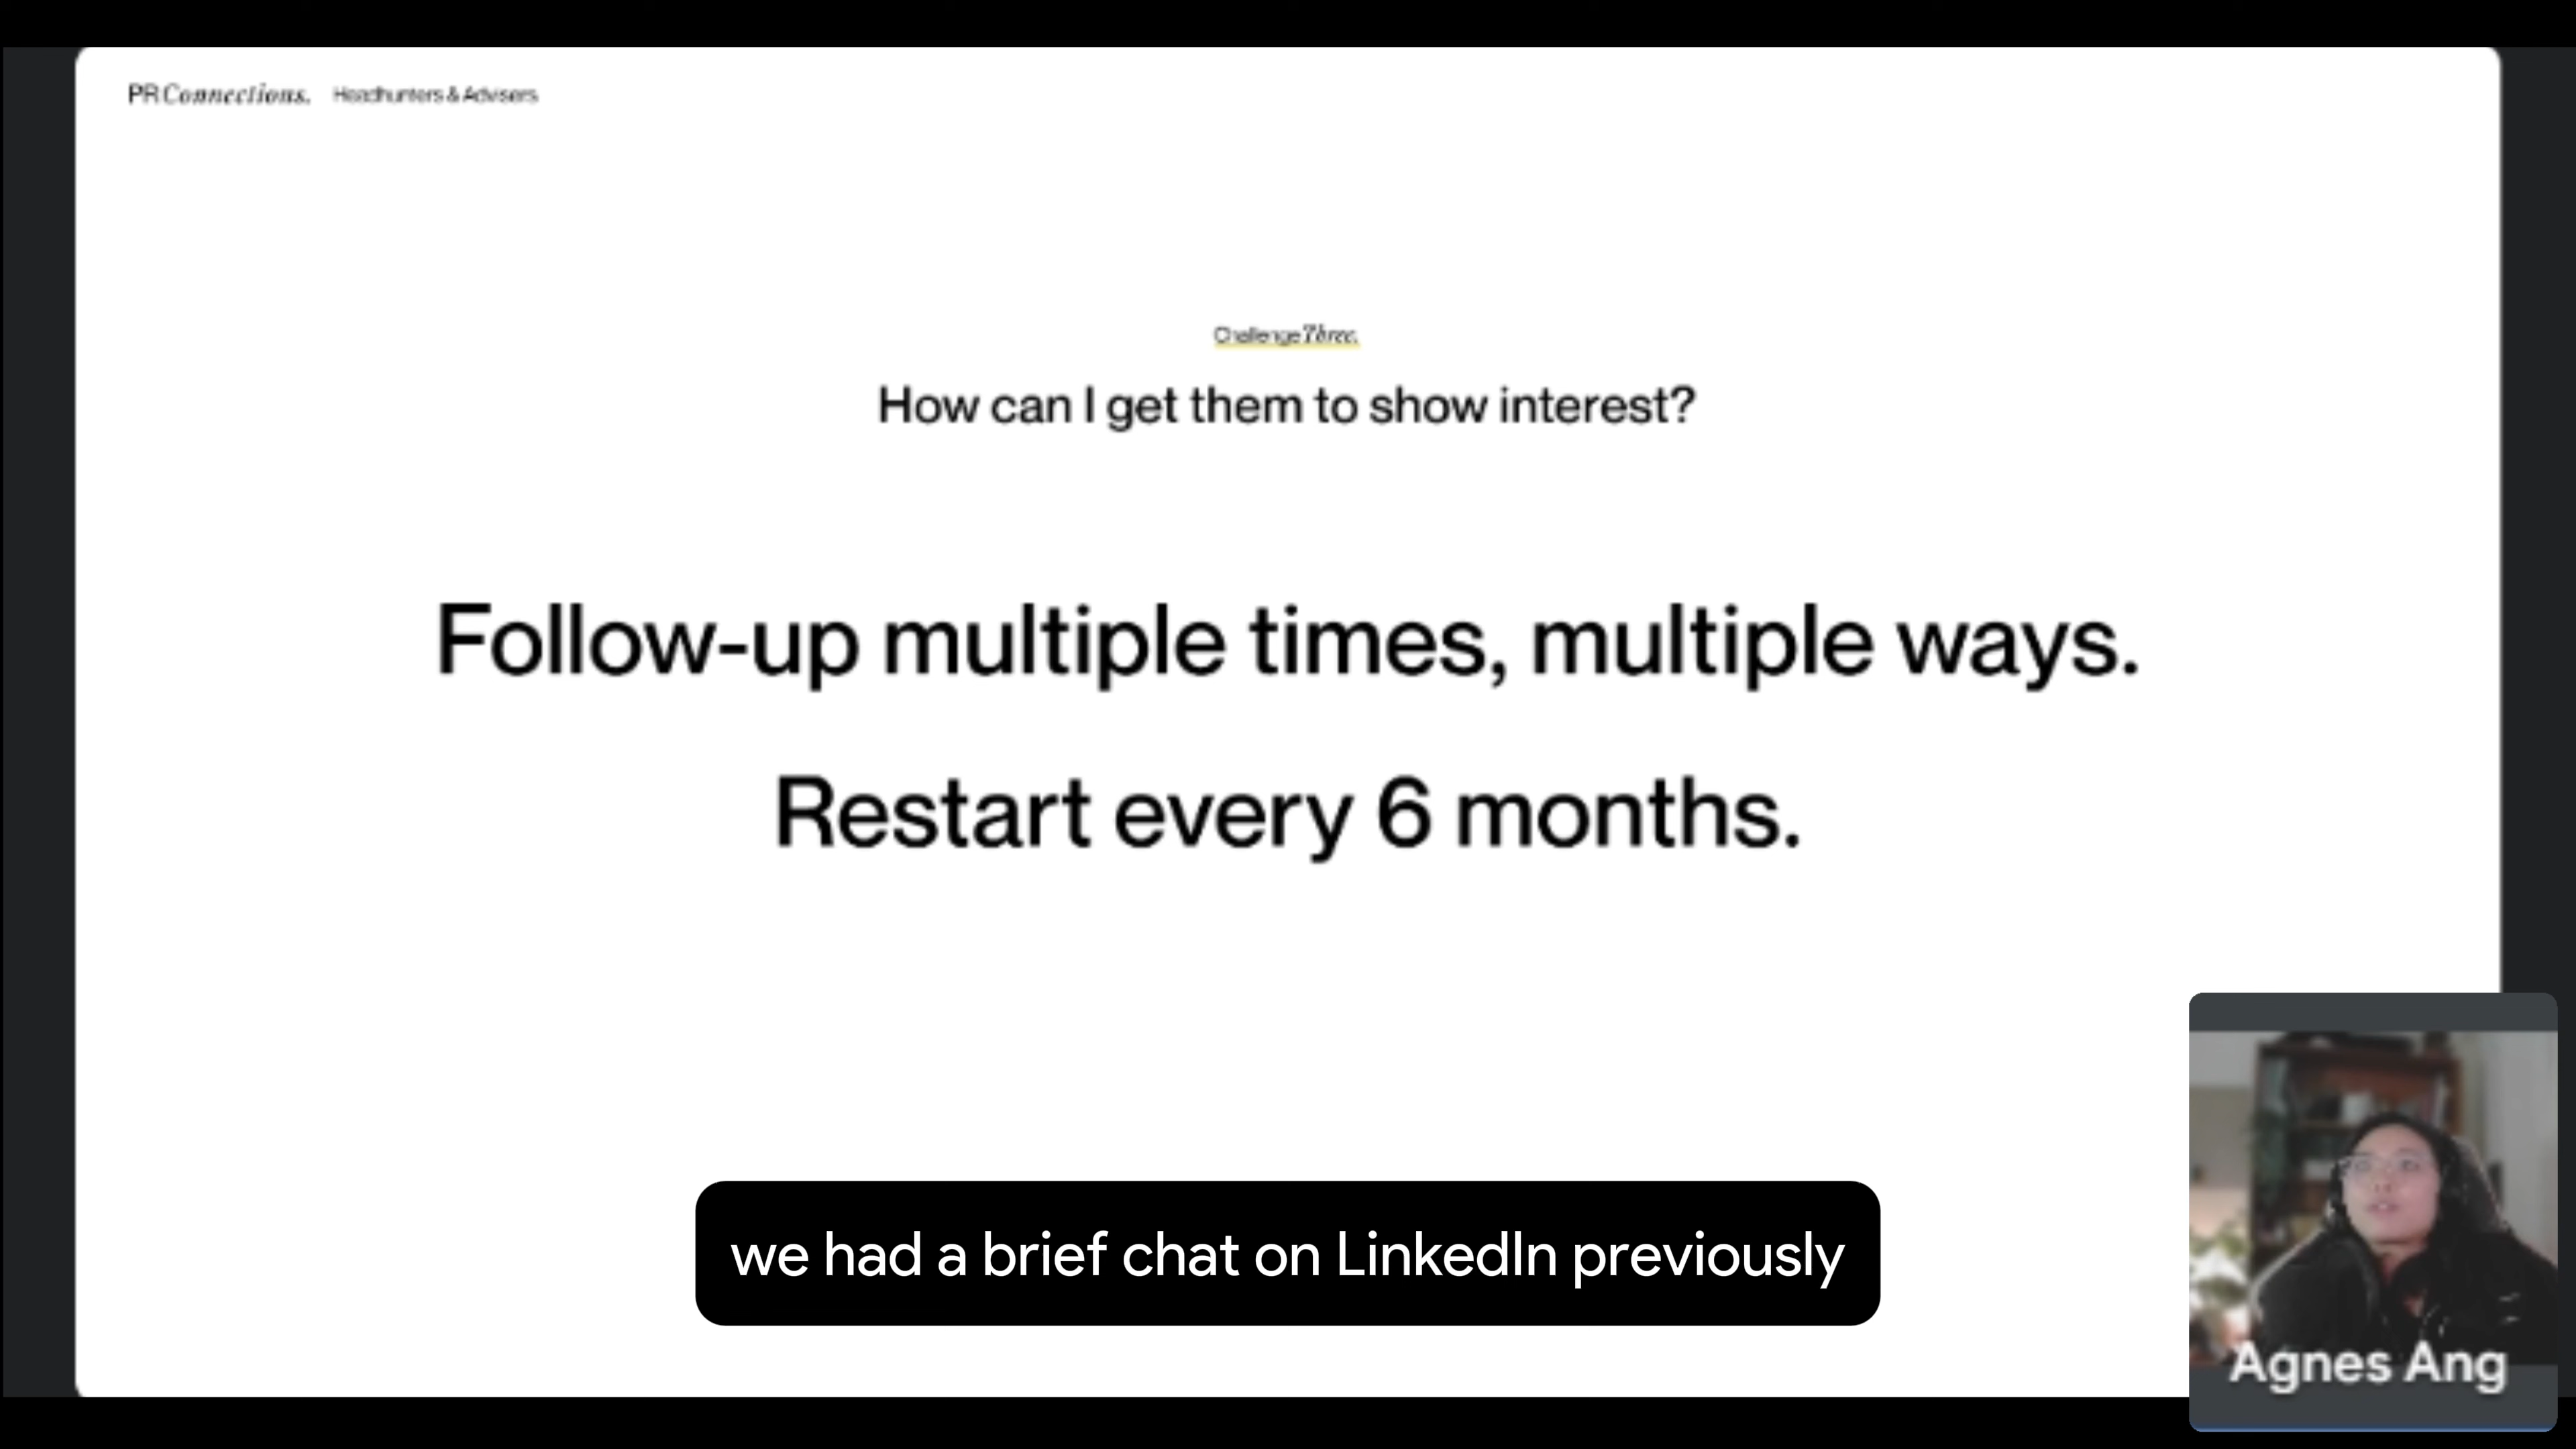 PR Connections. Headhunters & Advisers
Challenge Three.
How can I get them to show interest?
Follow-up multiple times, multiple ways.
Restart every 6 months.
we had a brief chat on LinkedIn previously
Agnes Ang